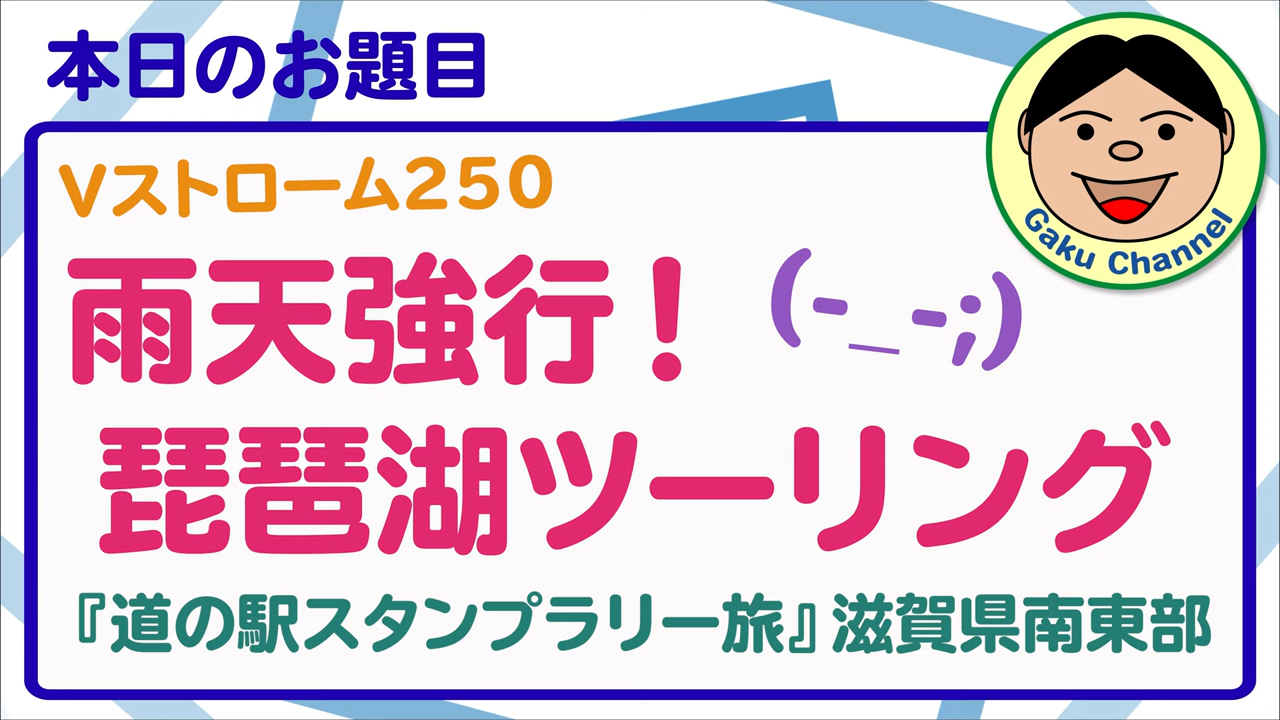 本日のお題目
Gaku Channel
Vストローム250
雨天強行! (-_-;)
琵琶湖ツーリング
『道の駅スタンプラリー旅』滋賀県南東部